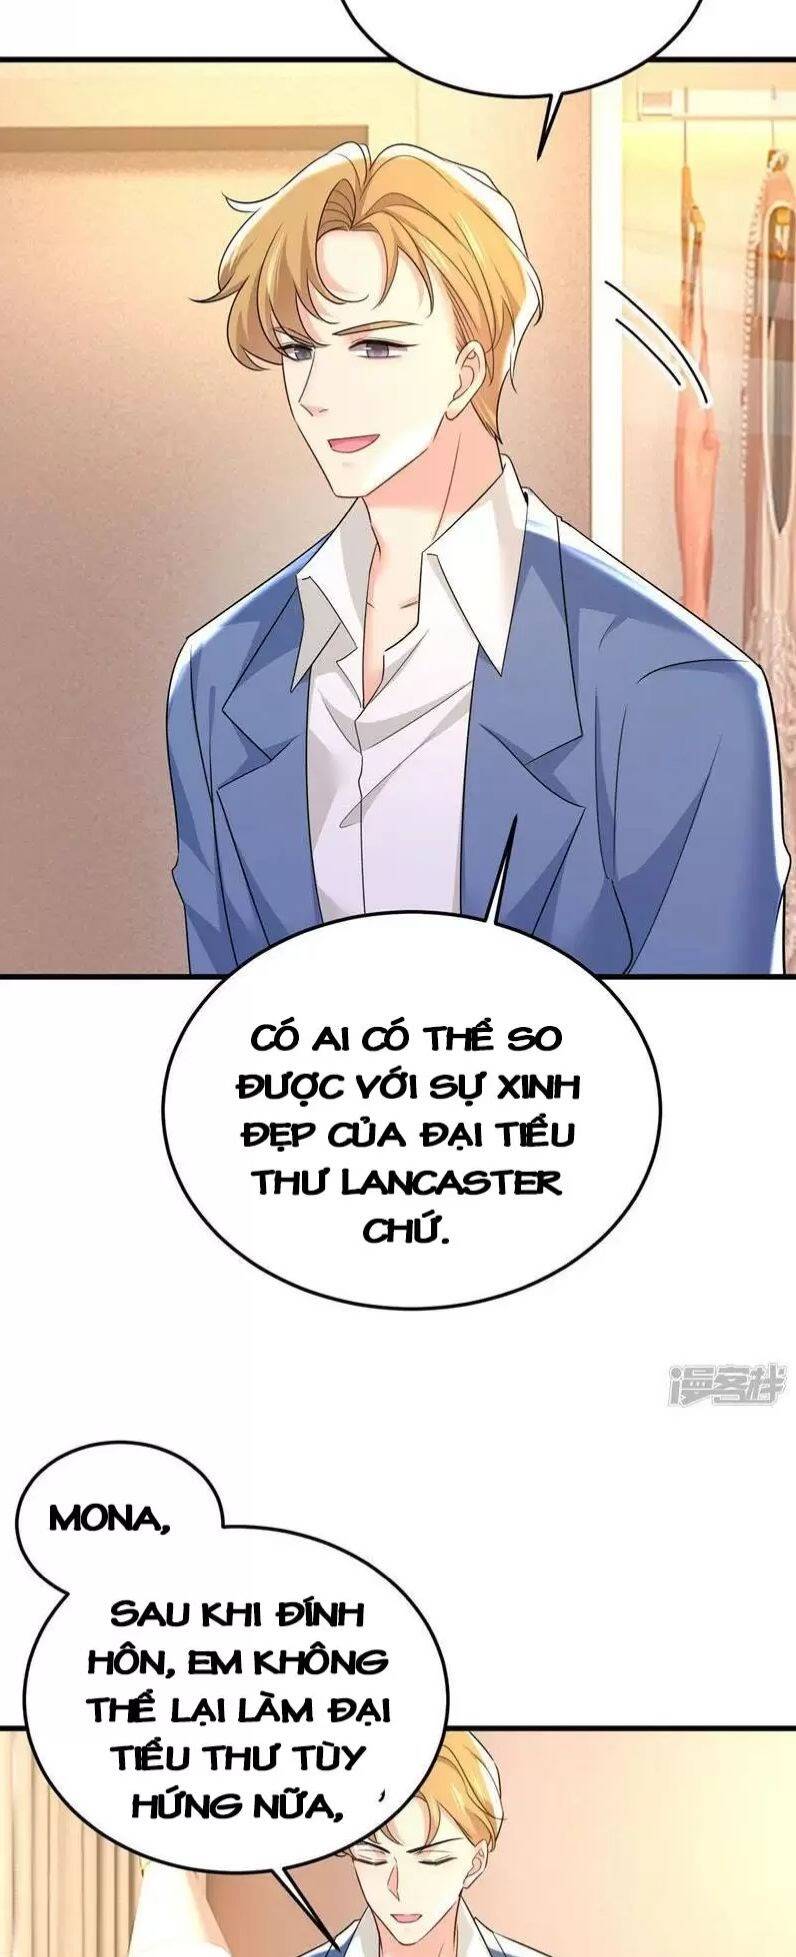 CÓ AI CÓ THỂ SO
ĐƯỢC VỚI SỰ XINH
ĐẸP CỦA ĐẠI TIỂU
THƯ LANCASTER
CHỨ.
漫客栈
MONA,
SAU KHI ĐÍNH
HÔN, EM KHÔNG
THỂ LẠI LÀM ĐẠI
TIỂU THƯ TÙY
HỨNG NỮA,